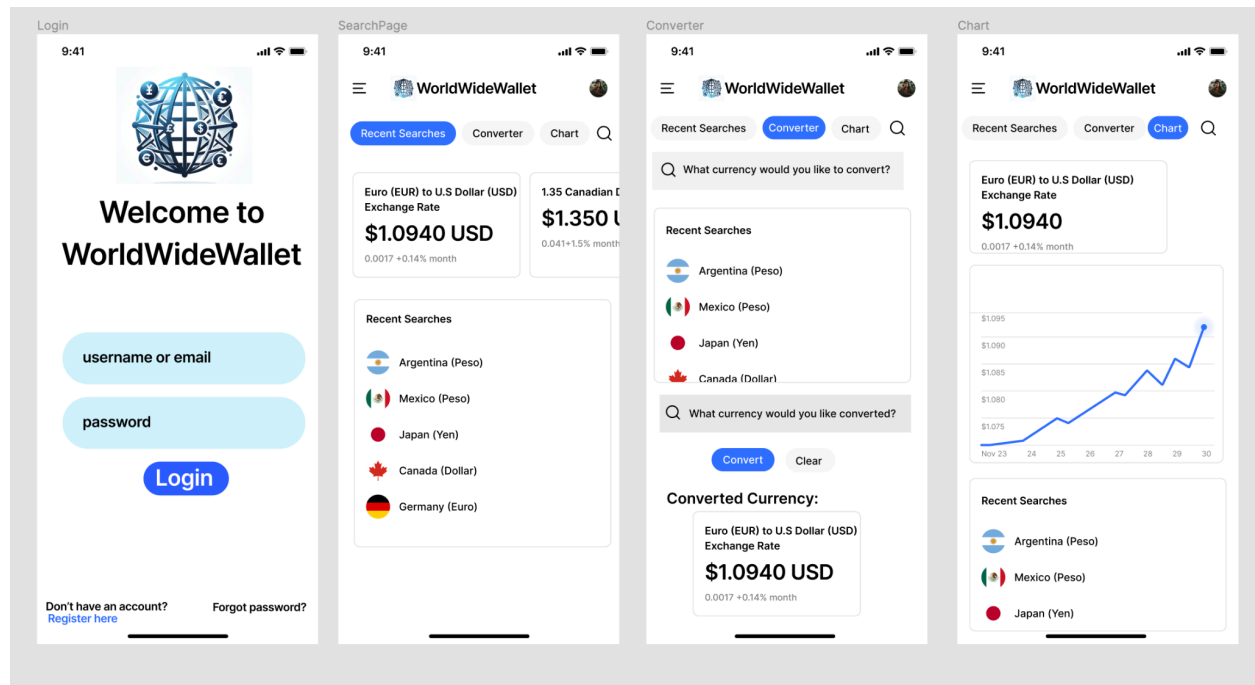 Login
9:41
Welcome to
WorldWideWallet
username or email
password
Login
Don't have an account?
Register here
Forgot password?
SearchPage
9:41
WorldWideWallet
Recent Searches
Converter
Chart
Euro (EUR) to U.S Dollar (USD)
Exchange Rate
$1.0940 USD
0.0017 +0.14% month
1.35 Canadian D
$1.350 U
0.041+1.5% month
Recent Searches
Argentina (Peso)
Mexico (Peso)
Japan (Yen)
Canada (Dollar)
Germany (Euro)
Converter
9:41
WorldWideWallet
Recent Searches
Converter
Chart
What currency would you like to convert?
Recent Searches
Argentina (Peso)
Mexico (Peso)
Japan (Yen)
Canada (Dollar)
What currency would you like converted?
Convert
Clear
Converted Currency:
Euro (EUR) to U.S Dollar (USD)
Exchange Rate
$1.0940 USD
0.0017 +0.14% month
Chart
9:41
WorldWideWallet
Recent Searches
Converter
Chart
Euro (EUR) to U.S Dollar (USD)
Exchange Rate
$1.0940
0.0017 +0.14% month
$1.095
$1.090
$1.085
$1.080
$1.075
Nov 23 24 25 26 27 28 29 30
Recent Searches
Argentina (Peso)
Mexico (Peso)
Japan (Yen)